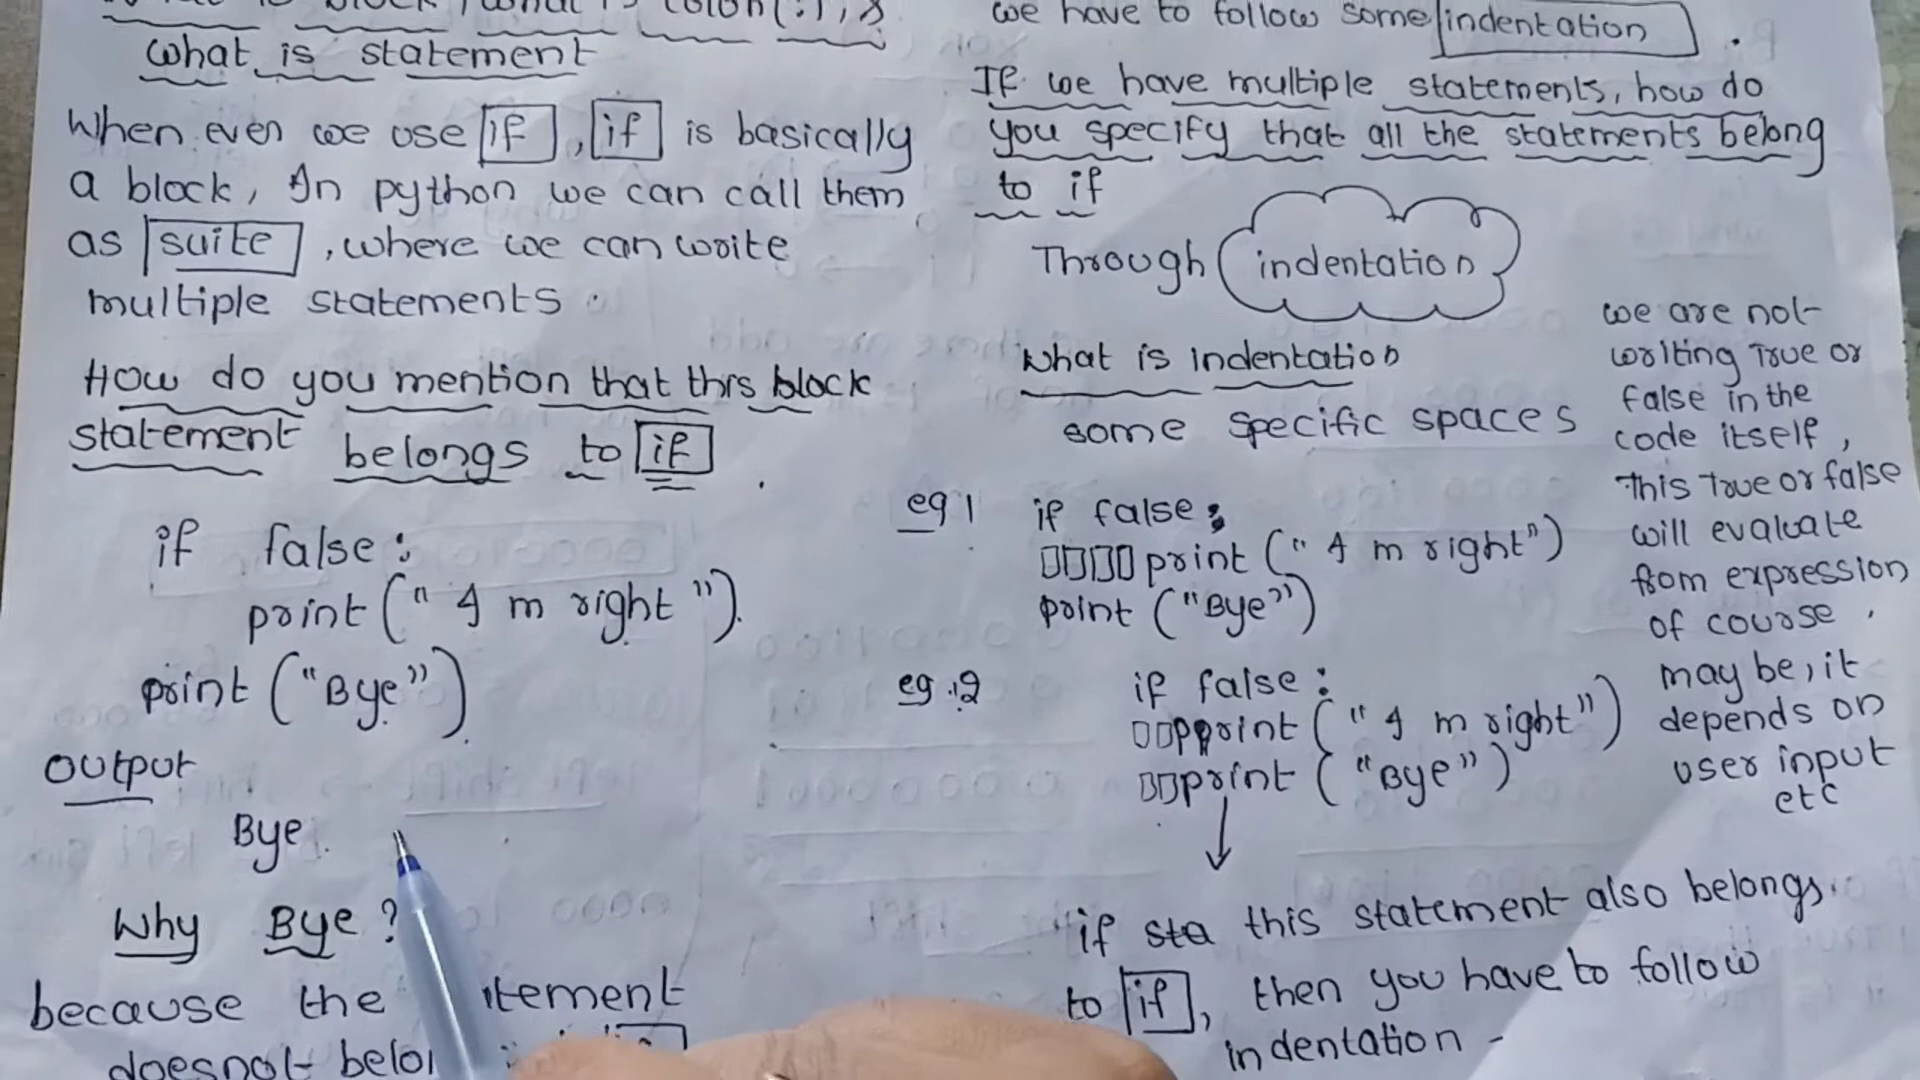 what is statement
When even we use if, if is basically
a block, In python we can call them
as suite, where we can write
multiple statements.
How do you mention that this block
statement belongs to if.
if false:
print (" I m right ").
print ("Bye")
output
Bye.
Why Bye?
because the
doesnot
we have to follow some indentation.
If we have multiple statements, how do
you specify that all the statements belong
to if
Through indentation
what is indentation
some specific spaces
eg 1 if false:
print (" I m right")
print ("Bye")
eg .2 if false:
print (" I m right")
print ("Bye")
if this statement also belongs
to if, then you have to follow
indentation -
we are not
writing True or
false in the
code itself,
This true or false
will evaluate
from expression
of course,
may be, it
depends on
user input
etc